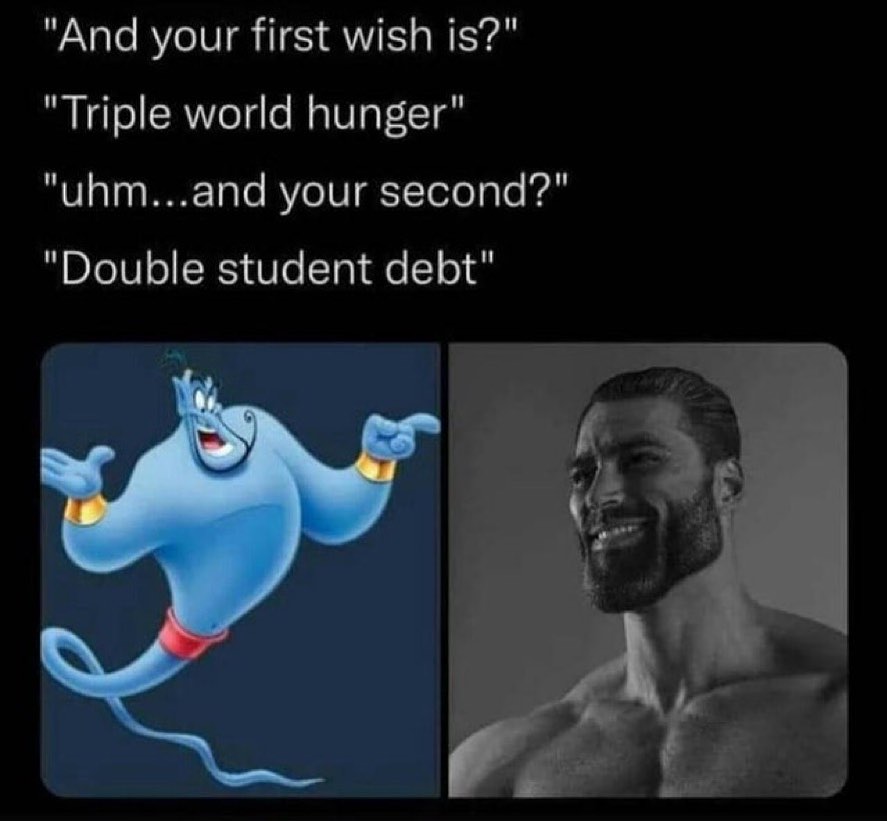 "And your first wish is?"
"Triple world hunger"
"uhm...and your second?"
"Double student debt"